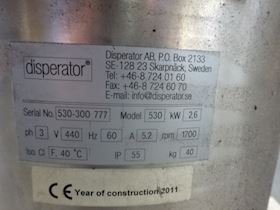 disperator®
Disperator AB, P.O. Box 2133
SE-128 23 Skarpnäck, Sweden
Tel: +46-8 724 01 60
Fax: +46-8 724 60 70
E-mail: info@disperator.se
Serial No. 530-300 777 Model 530 kW 2,6
ph 3 V 440 Hz 60 A 5,2 rpm 1700
Iso Cl F, 40 °C IP 55 kg 40
CE Year of construction 2011